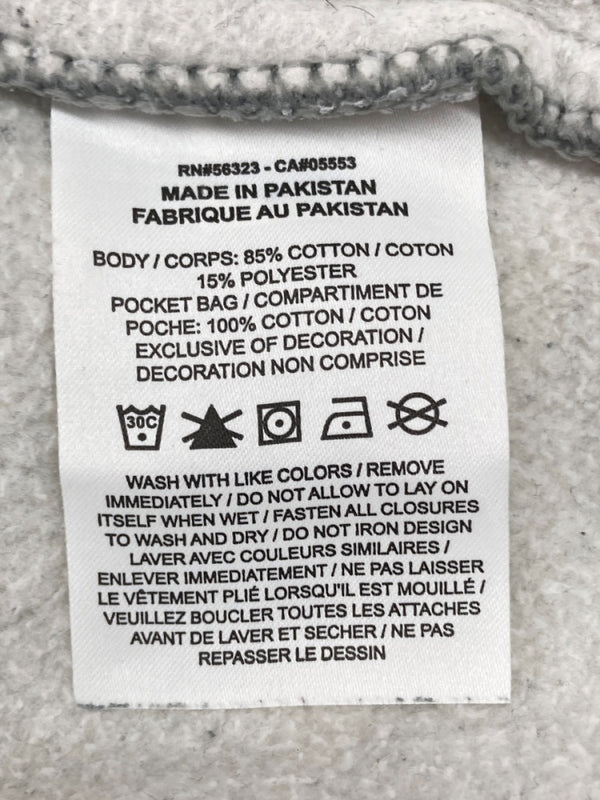 RN#56323 - CA#05553
MADE IN PAKISTAN
FABRIQUE AU PAKISTAN
BODY / CORPS: 85% COTTON / COTON
15% POLYESTER
POCKET BAG / COMPARTIMENT DE
POCHE: 100% COTTON / COTON
EXCLUSIVE OF DECORATION /
DECORATION NON COMPRISE
30C
WASH WITH LIKE COLORS / REMOVE
IMMEDIATELY / DO NOT ALLOW TO LAY ON
ITSELF WHEN WET / FASTEN ALL CLOSURES
TO WASH AND DRY / DO NOT IRON DESIGN
LAVER AVEC COULEURS SIMILAIRES /
ENLEVER IMMEDIATEMENT / NE PAS LAISSER
LE VÊTEMENT PLIÉ LORSQU'IL EST MOUILLÉ /
VEUILLEZ BOUCLER TOUTES LES ATTACHES
AVANT DE LAVER ET SECHER / NE PAS
REPASSER LE DESSIN